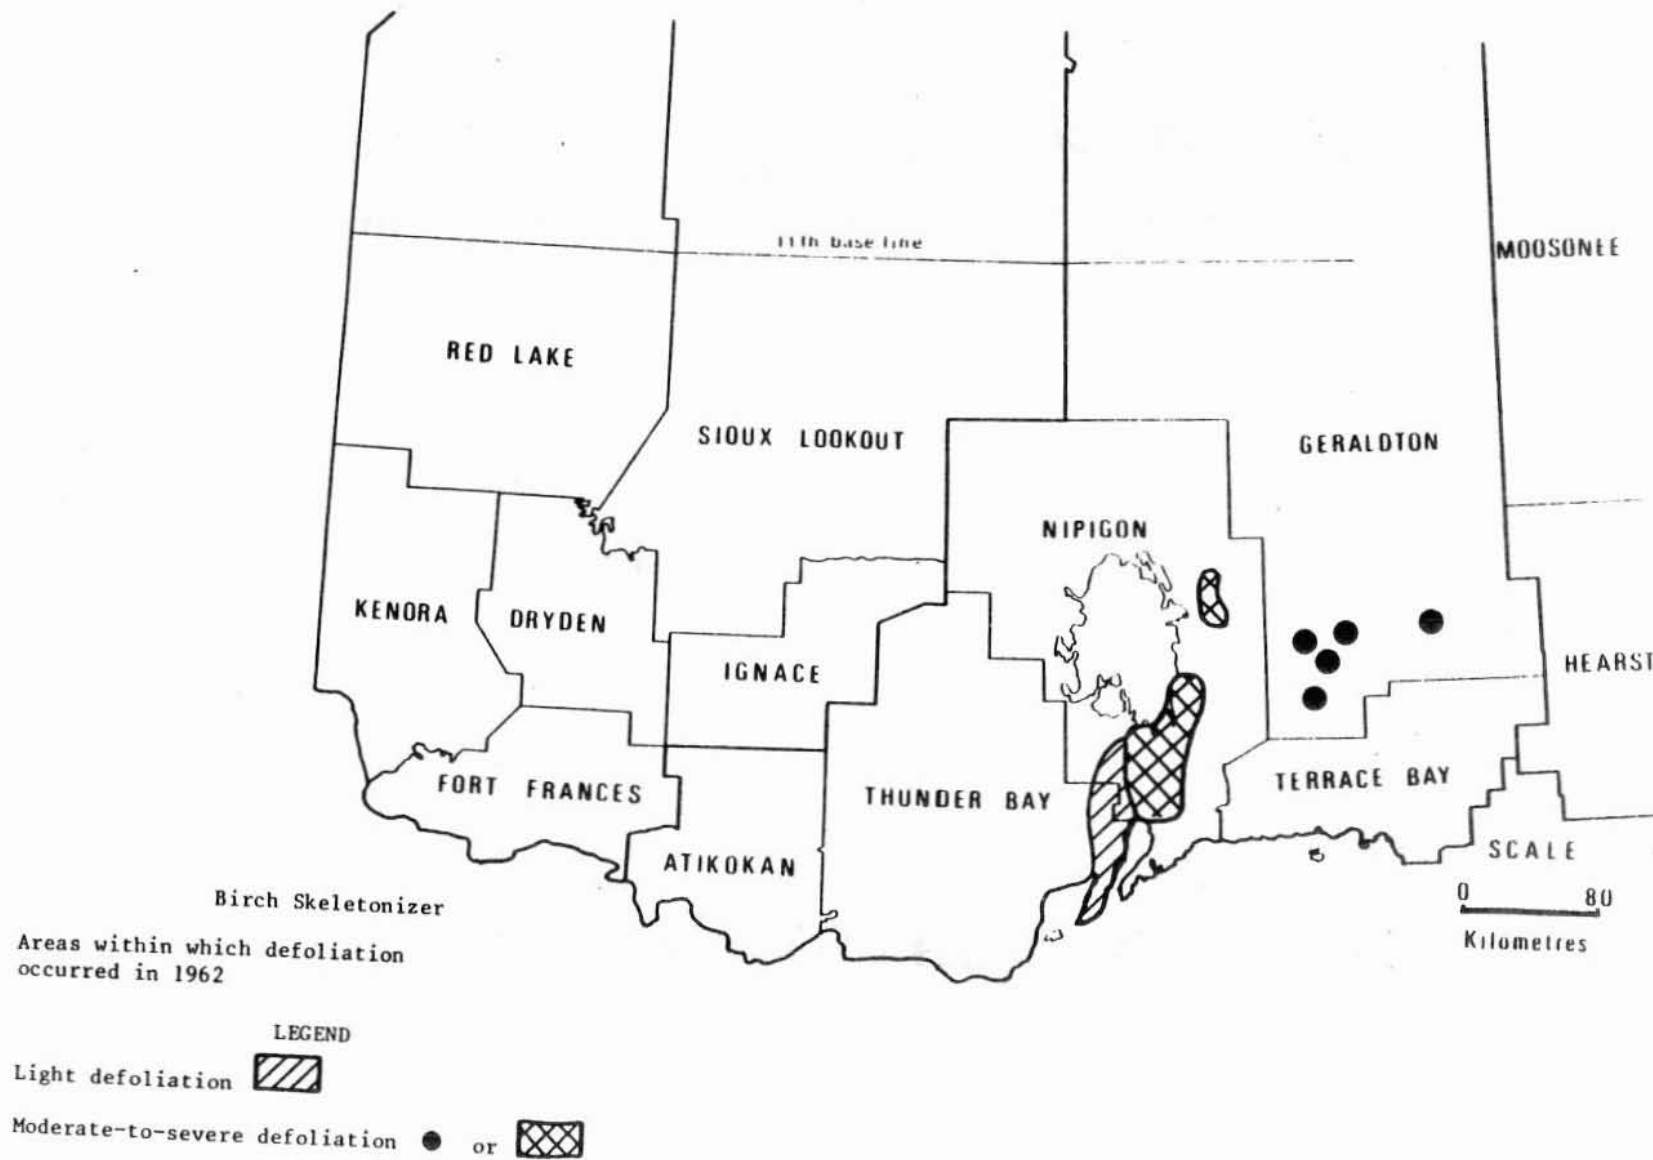 11th base line
MOOSONEE
RED LAKE
SIOUX LOOKOUT
GERALDTON
NIPIGON
KENORA
DRYDEN
IGNACE
HEARST
FORT FRANCES
THUNDER BAY
TERRACE BAY
ATIKOKAN
SCALE
0 80
Kilometres
Birch Skeletonizer
Areas within which defoliation
occurred in 1962
LEGEND
Light defoliation
Moderate-to-severe defoliation or